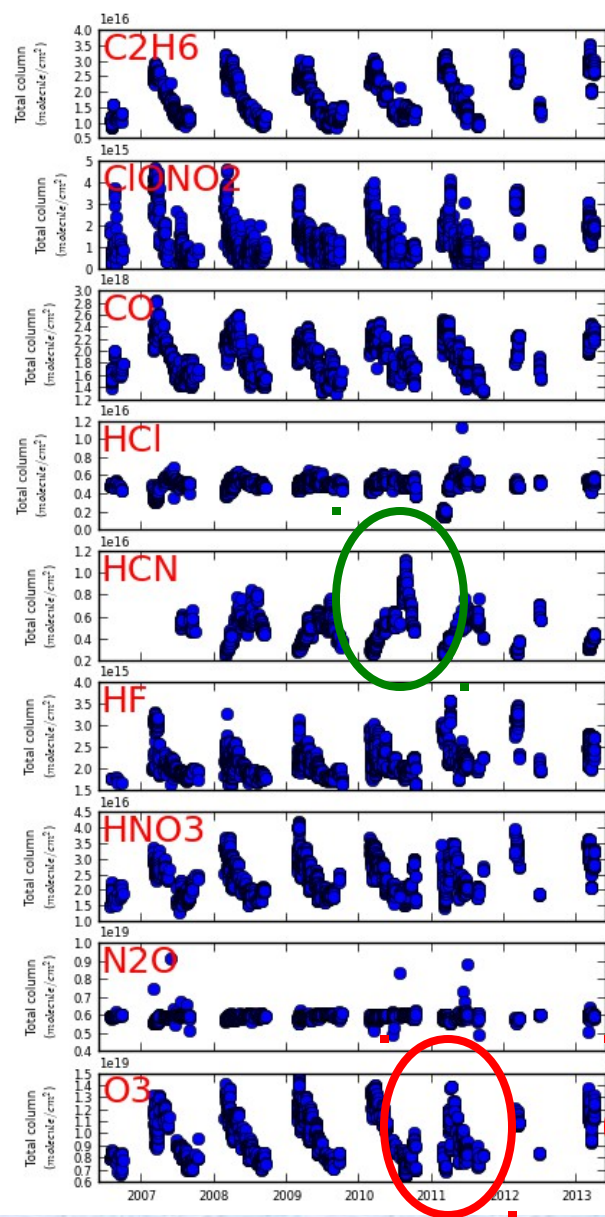 1e16
C2H6
Total column
(molecule/cm²)
4.0
3.5
3.0
2.5
2.0
1.5
1.0
0.5
1e15
ClONO2
Total column
(molecule/cm²)
5
4
3
2
1
0
1e18
CO
Total column
(molecule/cm²)
3.0
2.8
2.6
2.4
2.2
2.0
1.8
1.6
1.4
1.2
1e16
HCl
Total column
(molecule/cm²)
1.2
1.0
0.8
0.6
0.4
0.2
0.0
1e16
HCN
Total column
(molecule/cm²)
1.2
1.0
0.8
0.6
0.4
0.2
1e15
HF
Total column
(molecule/cm²)
4.0
3.5
3.0
2.5
2.0
1.5
1e16
HNO3
Total column
(molecule/cm²)
4.5
4.0
3.5
3.0
2.5
2.0
1.5
1.0
1e19
N2O
Total column
(molecule/cm²)
1.0
0.9
0.8
0.7
0.6
0.5
0.4
1e19
O3
Total column
(molecule/cm²)
1.5
1.4
1.3
1.2
1.1
1.0
0.9
0.8
0.7
0.6
2007 2008 2009 2010 2011 2012 2013